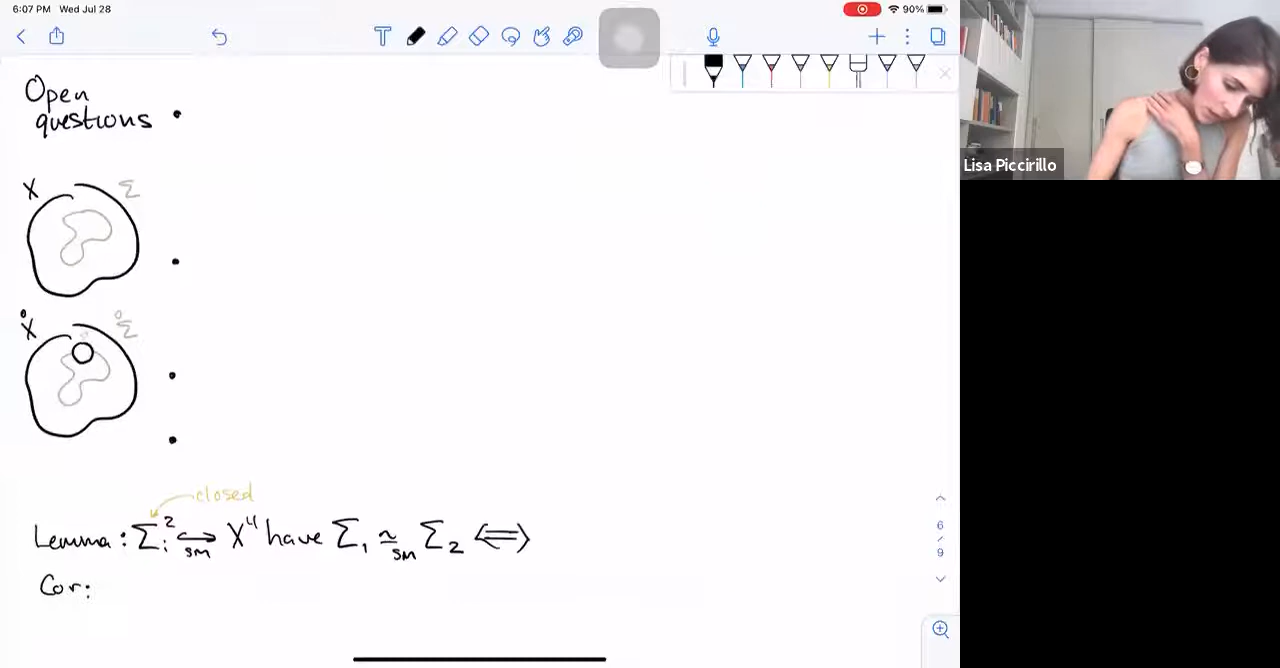 6:07 PM Wed Jul 28
90%
Open
questions
X Σ
X̊ Σ̊
closed
Lemma: Σᵢ² ↪ₛₘ X⁴ have Σ₁ ≃ₛₘ Σ₂ ⟺
Cor:
6
/
9
Lisa Piccirillo